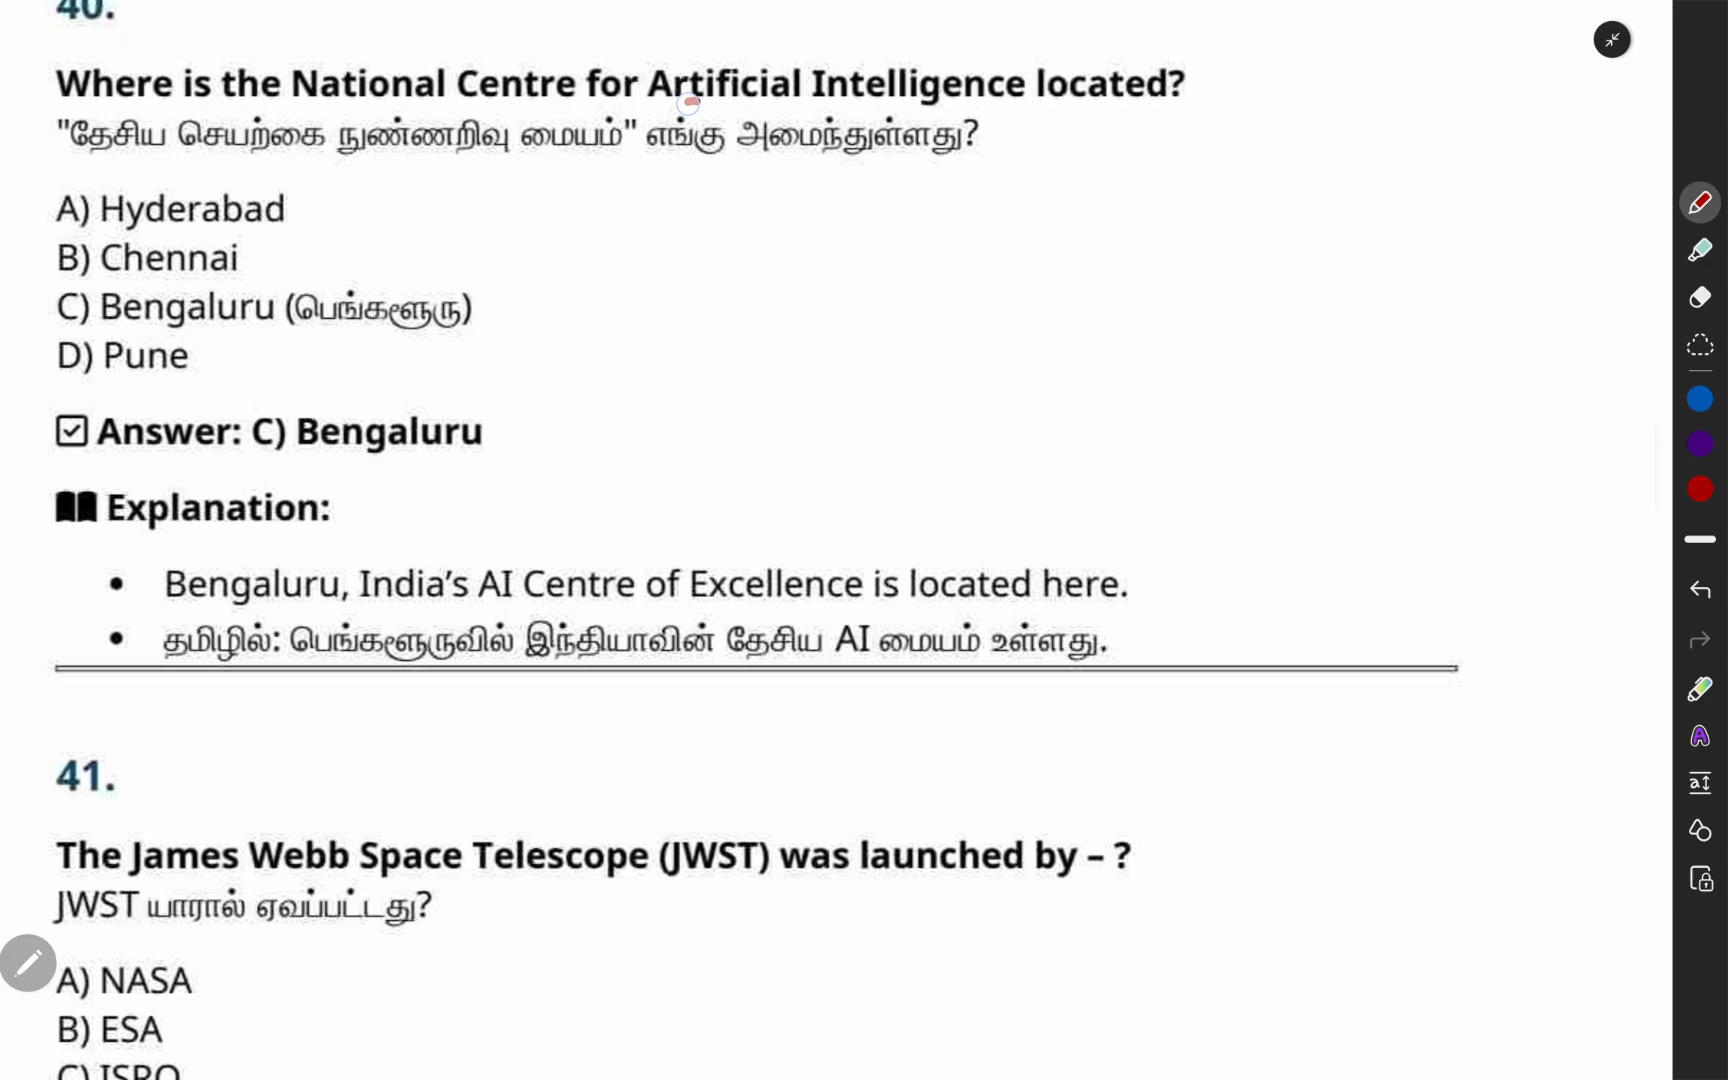 40.
Where is the National Centre for Artificial Intelligence located?
"தேசிய செயற்கை நுண்ணறிவு மையம்" எங்கு அமைந்துள்ளது?
A) Hyderabad
B) Chennai
C) Bengaluru (பெங்களூரு)
D) Pune
Answer: C) Bengaluru
Explanation:
• Bengaluru, India’s AI Centre of Excellence is located here.
• தமிழில்: பெங்களூருவில் இந்தியாவின் தேசிய AI மையம் உள்ளது.
41.
The James Webb Space Telescope (JWST) was launched by – ?
JWST யாரால் ஏவப்பட்டது?
A) NASA
B) ESA
C) ISRO